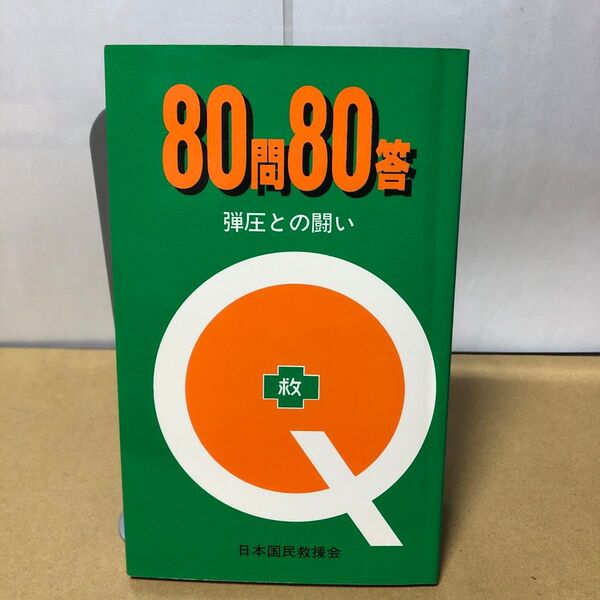 80問80答
弾圧との闘い
Q
救
日本国民救援会